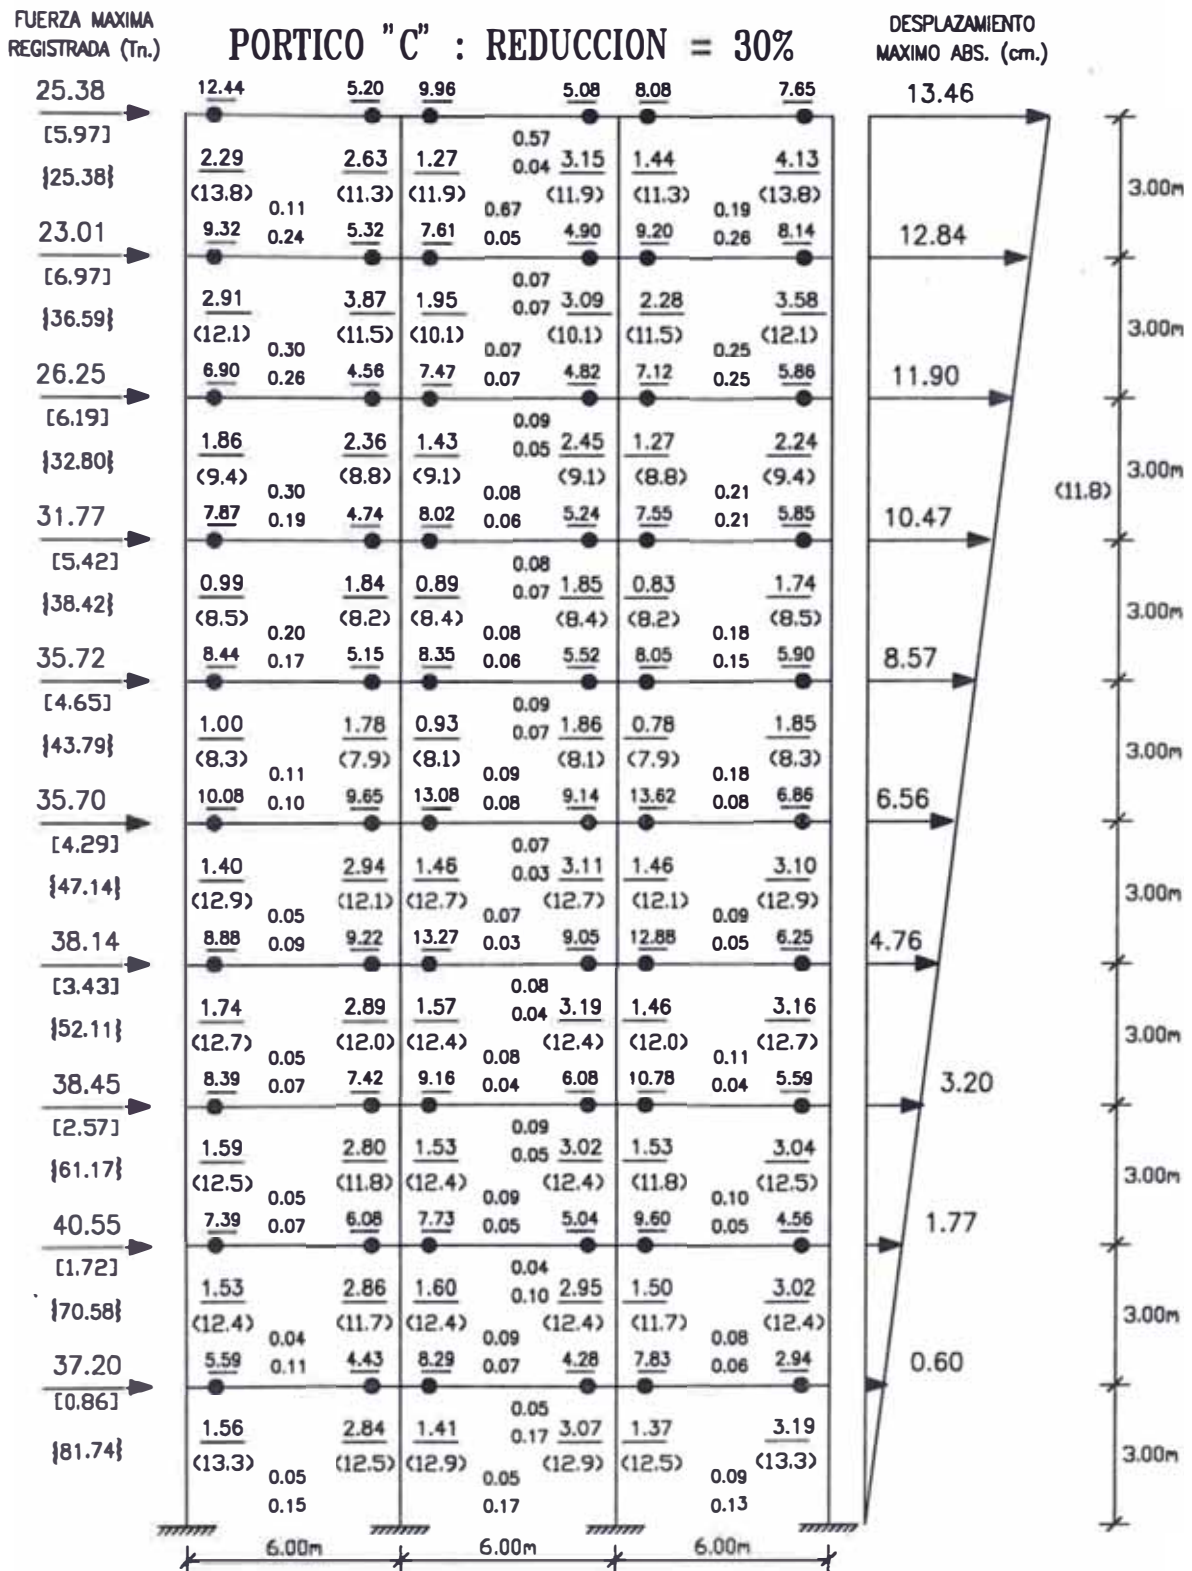 FUERZA MAXIMA
REGISTRADA (Tn.)
PORTICO "C" : REDUCCION = 30%
DESPLAZAMIENTO
MAXIMO ABS. (cm.)
25.38 12.44 5.20 9.96 5.08 8.08 7.65 13.46
[5.97] 0.57
{25.38} 2.29 2.63 1.27 0.04 3.15 1.44 4.13
(13.8) (11.3) (11.9) (11.9) (11.3) (13.8) 3.00m
0.11 0.67 0.19
23.01 9.32 0.24 5.32 7.61 0.05 4.90 9.20 0.26 8.14 12.84
[6.97] 0.07
{36.59} 2.91 3.87 1.95 0.07 3.09 2.28 3.58
(12.1) (11.5) (10.1) (10.1) (11.5) (12.1) 3.00m
0.30 0.07 0.25
26.25 6.90 0.26 4.56 7.47 0.07 4.82 7.12 0.25 5.86 11.90
[6.19] 0.09
{32.80} 1.86 2.36 1.43 0.05 2.45 1.27 2.24
(9.4) (8.8) (9.1) (9.1) (8.8) (9.4) 3.00m
0.30 0.08 0.21 (11.8)
31.77 7.87 0.19 4.74 8.02 0.06 5.24 7.55 0.21 5.85 10.47
[5.42] 0.08
{38.42} 0.99 1.84 0.89 0.07 1.85 0.83 1.74
(8.5) (8.2) (8.4) (8.4) (8.2) (8.5) 3.00m
0.20 0.08 0.18
35.72 8.44 0.17 5.15 8.35 0.06 5.52 8.05 0.15 5.90 8.57
[4.65] 0.09
{43.79} 1.00 1.78 0.93 0.07 1.86 0.78 1.85
(8.3) (7.9) (8.1) (8.1) (7.9) (8.3) 3.00m
0.11 0.09 0.18
35.70 10.08 0.10 9.65 13.08 0.08 9.14 13.62 0.08 6.86 6.56
[4.29] 0.07
{47.14} 1.40 2.94 1.46 0.03 3.11 1.46 3.10
(12.9) (12.1) (12.7) (12.7) (12.1) (12.9) 3.00m
0.05 0.07 0.09
38.14 8.88 0.09 9.22 13.27 0.03 9.05 12.88 0.05 6.25 4.76
[3.43] 0.08
{52.11} 1.74 2.89 1.57 0.04 3.19 1.46 3.16
(12.7) (12.0) (12.4) (12.4) (12.0) (12.7) 3.00m
0.05 0.08 0.11
38.45 8.39 0.07 7.42 9.16 0.04 6.08 10.78 0.04 5.59 3.20
[2.57] 0.09
{61.17} 1.59 2.80 1.53 0.05 3.02 1.53 3.04
(12.5) (11.8) (12.4) (12.4) (11.8) (12.5) 3.00m
0.05 0.09 0.10
40.55 7.39 0.07 6.08 7.73 0.05 5.04 9.60 0.05 4.56 1.77
[1.72] 0.04
{70.58} 1.53 2.86 1.60 0.10 2.95 1.50 3.02
(12.4) (11.7) (12.4) (12.4) (11.7) (12.4) 3.00m
0.04 0.09 0.08
37.20 5.59 0.11 4.43 8.29 0.07 4.28 7.83 0.06 2.94 0.60
[0.86] 0.05
{81.74} 1.56 2.84 1.41 0.17 3.07 1.37 3.19
(13.3) (12.5) (12.9) (12.9) (12.5) (13.3) 3.00m
0.05 0.05 0.09
0.15 0.17 0.13
6.00m 6.00m 6.00m